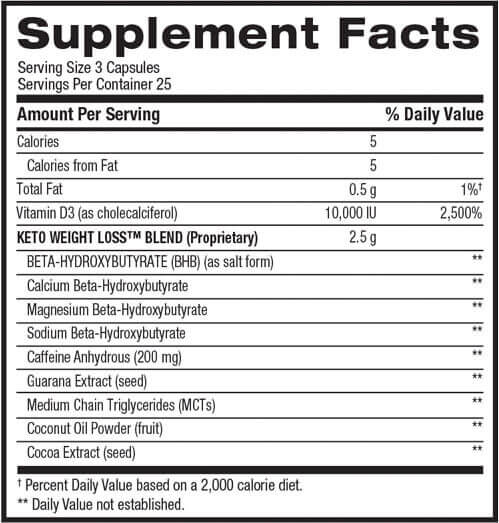 Supplement Facts
Serving Size 3 Capsules
Servings Per Container 25
Amount Per Serving % Daily Value
Calories 5
Calories from Fat 5
Total Fat 0.5 g 1%†
Vitamin D3 (as cholecalciferol) 10,000 IU 2,500%
KETO WEIGHT LOSS™ BLEND (Proprietary) 2.5 g
BETA-HYDROXYBUTYRATE (BHB) (as salt form) **
Calcium Beta-Hydroxybutyrate **
Magnesium Beta-Hydroxybutyrate **
Sodium Beta-Hydroxybutyrate **
Caffeine Anhydrous (200 mg) **
Guarana Extract (seed) **
Medium Chain Triglycerides (MCTs) **
Coconut Oil Powder (fruit) **
Cocoa Extract (seed) **
† Percent Daily Value based on a 2,000 calorie diet.
** Daily Value not established.